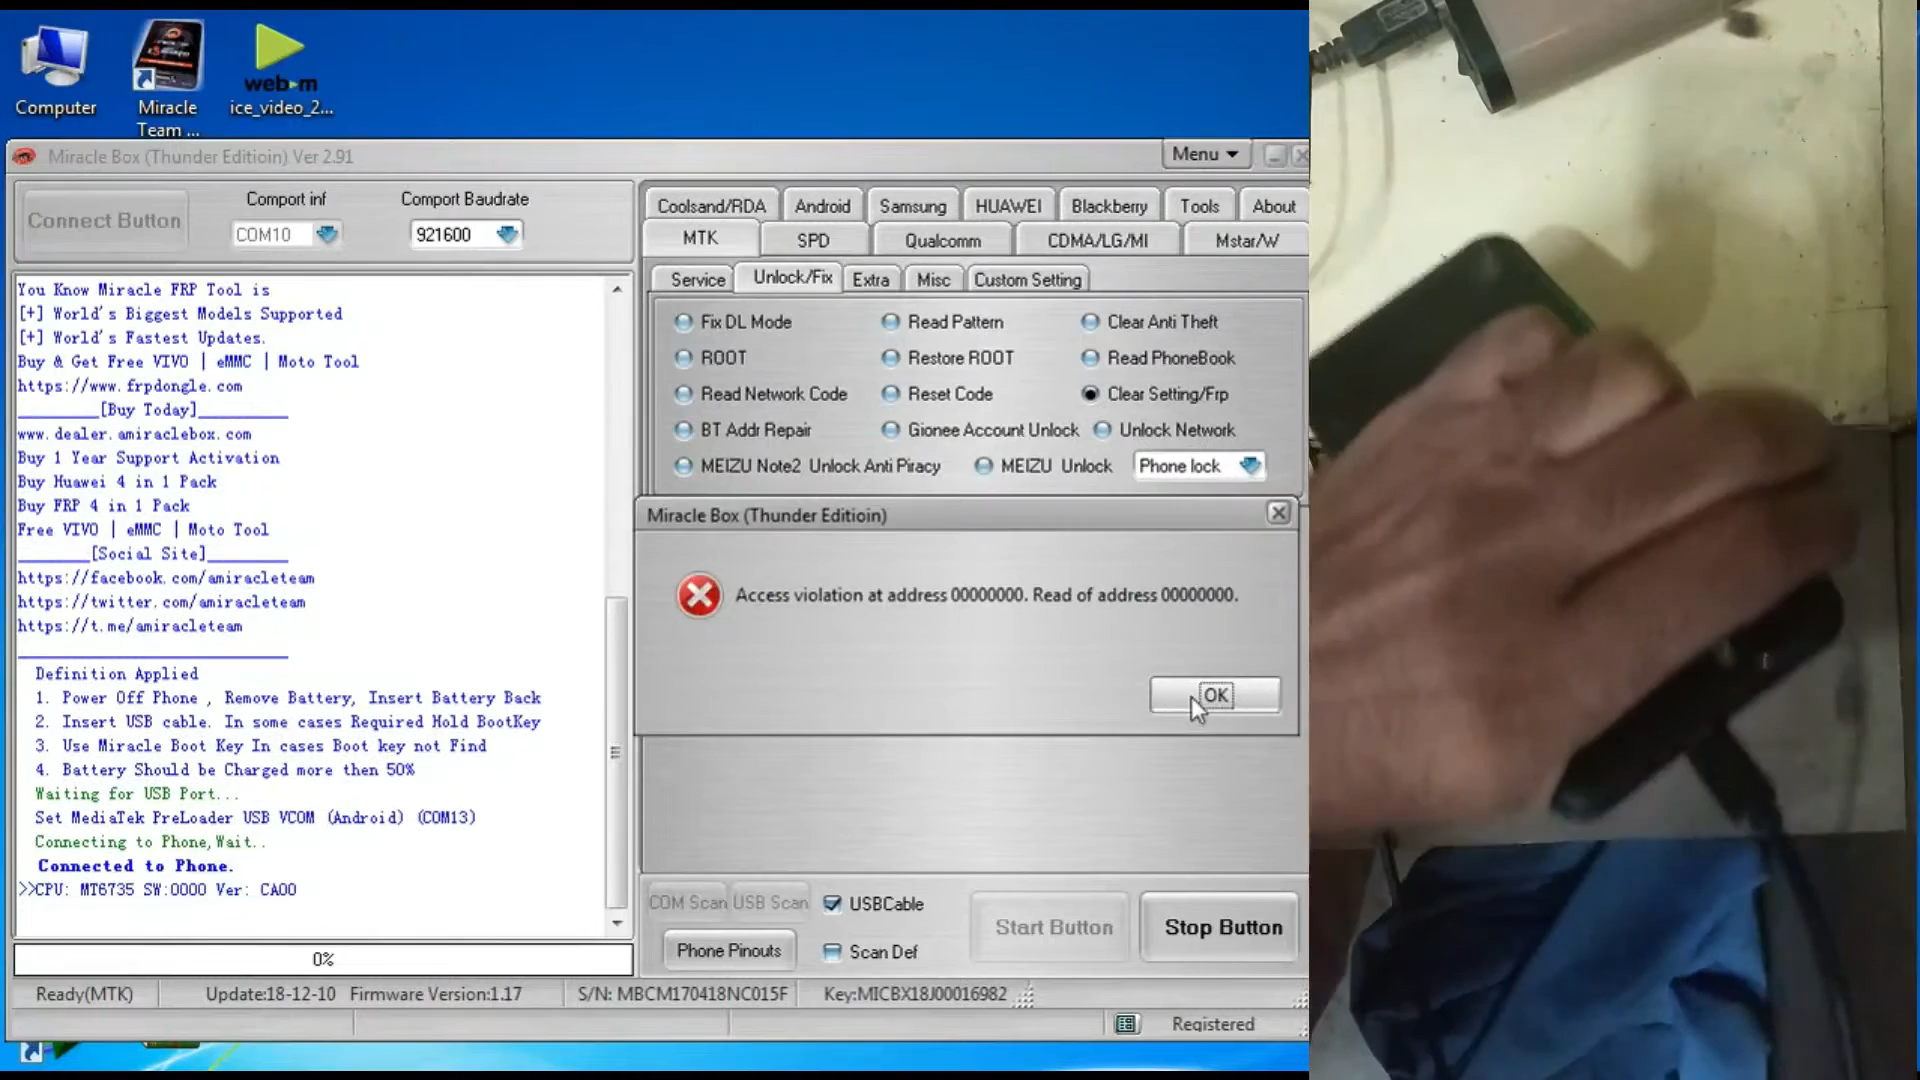 Computer
Miracle
Team ...
web m
ice_video_2...
Miracle Box (Thunder Editioin) Ver 2.91
Menu
Connect Button
Comport inf
COM10
Comport Baudrate
921600
Coolsand/RDA
Android
Samsung
HUAWEI
Blackberry
Tools
About
MTK
SPD
Qualcomm
CDMA/LG/MI
Mstar/W
Service
Unlock/Fix
Extra
Misc
Custom Setting
You Know Miracle FRP Tool is
[+] World's Biggest Models Supported
[+] World's Fastest Updates.
Buy & Get Free VIVO | eMMC | Moto Tool
https://www.frpdongle.com
_________[Buy Today]__________
www.dealer.amiraclebox.com
Buy 1 Year Support Activation
Buy Huawei 4 in 1 Pack
Buy FRP 4 in 1 Pack
Free VIVO | eMMC | Moto Tool
________[Social Site]_________
https://facebook.com/amiracleteam
https://twitter.com/amiracleteam
https://t.me/amiracleteam
Definition Applied
1. Power Off Phone , Remove Battery, Insert Battery Back
2. Insert USB cable. In some cases Required Hold BootKey
3. Use Miracle Boot Key In cases Boot key not Find
4. Battery Should be Charged more then 50%
Waiting for USB Port...
Set MediaTek PreLoader USB VCOM (Android) (COM13)
Connecting to Phone,Wait..
Connected to Phone.
>>CPU: MT6735 SW:0000 Ver: CA00
0%
Fix DL Mode
Read Pattern
Clear Anti Theft
ROOT
Restore ROOT
Read PhoneBook
Read Network Code
Reset Code
Clear Setting/Frp
BT Addr Repair
Gionee Account Unlock
Unlock Network
MEIZU Note2 Unlock Anti Piracy
MEIZU Unlock
Phone lock
Miracle Box (Thunder Editioin)
Access violation at address 00000000. Read of address 00000000.
OK
COM Scan
USB Scan
USBCable
Phone Pinouts
Scan Def
Start Button
Stop Button
Ready(MTK)
Update:18-12-10
Firmware Version:1.17
S/N: MBCM170418NC015F
Key:MICBX18J00016982
Registered